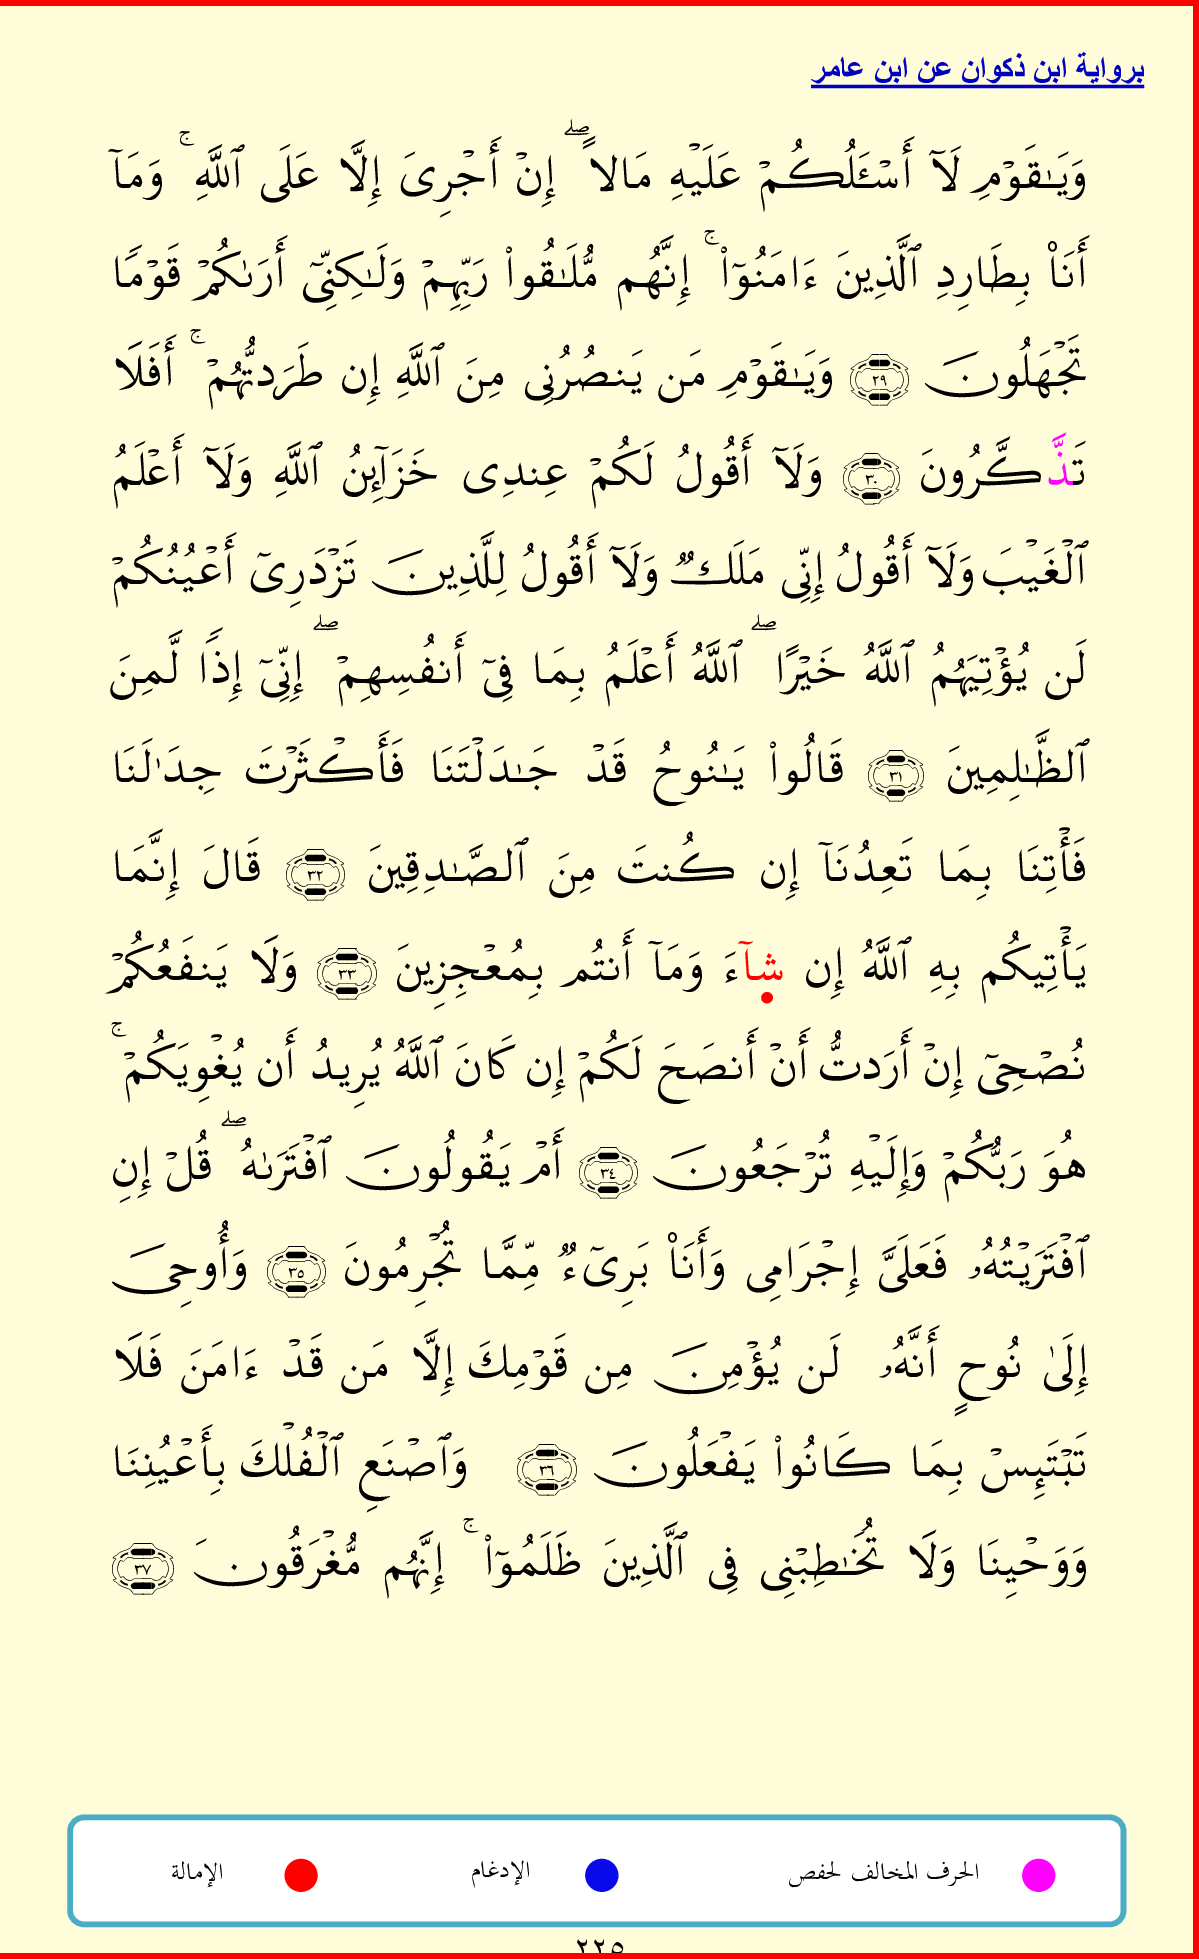 برواية ابن ذكوان عن ابن عامر
وَيَـٰقَوْمِ لَآ أَسْـَٔلُكُمْ عَلَيْهِ مَالًا ۖ إِنْ أَجْرِىَ إِلَّا عَلَى ٱللَّهِ ۚ وَمَآ
أَنَا۠ بِطَارِدِ ٱلَّذِينَ ءَامَنُوٓا۟ ۚ إِنَّهُم مُّلَـٰقُوا۟ رَبِّهِمْ وَلَـٰكِنِّىٓ أَرَىٰكُمْ قَوْمًا
تَجْهَلُونَ ٢٩ وَيَـٰقَوْمِ مَن يَنصُرُنِى مِنَ ٱللَّهِ إِن طَرَدتُّهُمْ ۚ أَفَلَا
تَذَّكَّرُونَ ٣٠ وَلَآ أَقُولُ لَكُمْ عِندِى خَزَآئِنُ ٱللَّهِ وَلَآ أَعْلَمُ
ٱلْغَيْبَ وَلَآ أَقُولُ إِنِّى مَلَكٌ وَلَآ أَقُولُ لِلَّذِينَ تَزْدَرِىٓ أَعْيُنُكُمْ
لَن يُؤْتِيَهُمُ ٱللَّهُ خَيْرًا ۖ ٱللَّهُ أَعْلَمُ بِمَا فِىٓ أَنفُسِهِمْ ۖ إِنِّىٓ إِذًا لَّمِنَ
ٱلظَّـٰلِمِينَ ٣١ قَالُوا۟ يَـٰنُوحُ قَدْ جَـٰدَلْتَنَا فَأَكْثَرْتَ جِدَٰلَنَا
فَأْتِنَا بِمَا تَعِدُنَآ إِن كُنتَ مِنَ ٱلصَّـٰدِقِينَ ٣٢ قَالَ إِنَّمَا
يَأْتِيكُم بِهِ ٱللَّهُ إِن شَآءَ وَمَآ أَنتُم بِمُعْجِزِينَ ٣٣ وَلَا يَنفَعُكُمْ
نُصْحِىٓ إِنْ أَرَدتُّ أَنْ أَنصَحَ لَكُمْ إِن كَانَ ٱللَّهُ يُرِيدُ أَن يُغْوِيَكُمْ ۚ
هُوَ رَبُّكُمْ وَإِلَيْهِ تُرْجَعُونَ ٣٤ أَمْ يَقُولُونَ ٱفْتَرَىٰهُ ۖ قُلْ إِنِ
ٱفْتَرَيْتُهُۥ فَعَلَىَّ إِجْرَامِى وَأَنَا۠ بَرِىٓءٌ مِّمَّا تُجْرِمُونَ ٣٥ وَأُوحِىَ
إِلَىٰ نُوحٍ أَنَّهُۥ لَن يُؤْمِنَ مِن قَوْمِكَ إِلَّا مَن قَدْ ءَامَنَ فَلَا
تَبْتَئِسْ بِمَا كَانُوا۟ يَفْعَلُونَ ٣٦ وَٱصْنَعِ ٱلْفُلْكَ بِأَعْيُنِنَا
وَوَحْيِنَا وَلَا تُخَـٰطِبْنِى فِى ٱلَّذِينَ ظَلَمُوٓا۟ ۚ إِنَّهُم مُّغْرَقُونَ ٣٧
الحرف المخالف لحفص الإدغام الإمالة
٢٢٥